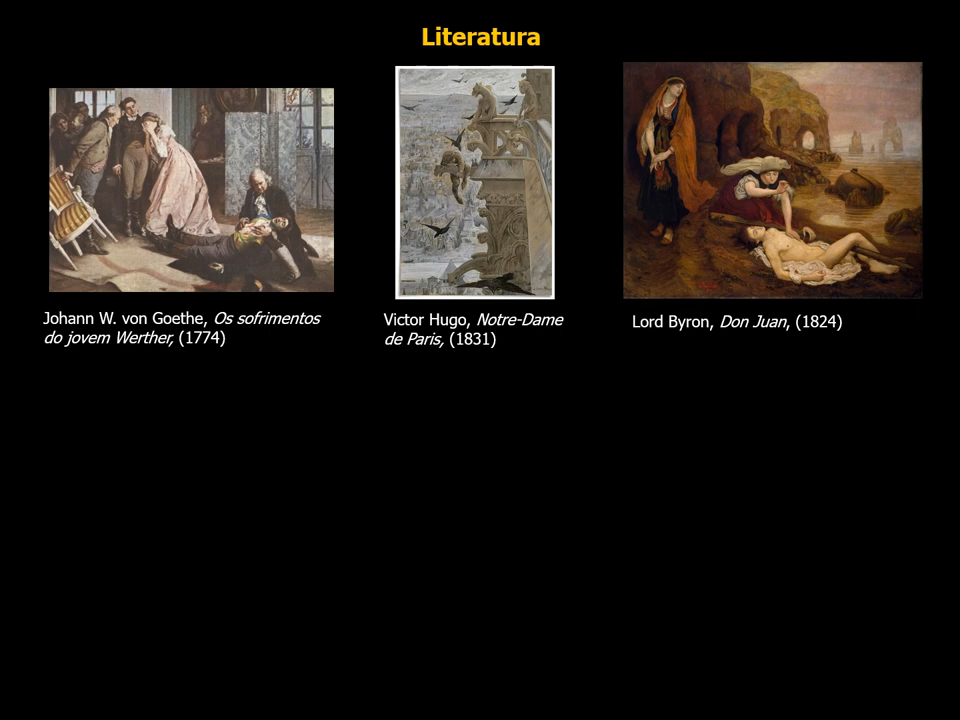 Literatura
Johann W. von Goethe, Os sofrimentos
do jovem Werther, (1774)
Victor Hugo, Notre-Dame
de Paris, (1831)
Lord Byron, Don Juan, (1824)